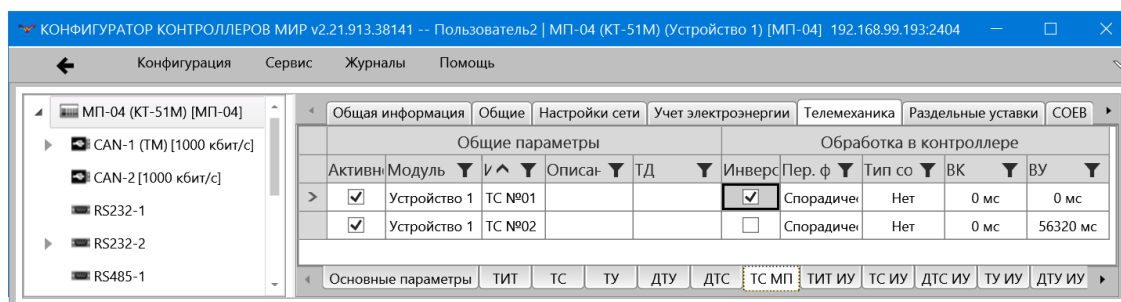 КОНФИГУРАТОР КОНТРОЛЛЕРОВ МИР v2.21.913.38141 -- Пользователь2 | МП-04 (КТ-51М) (Устройство 1) [МП-04] 192.168.99.193:2404
Конфигурация Сервис Журналы Помощь
МП-04 (КТ-51М) [МП-04]
CAN-1 (TM) [1000 кбит/с]
CAN-2 [1000 кбит/с]
RS232-1
RS232-2
RS485-1
Общая информация Общие Настройки сети Учет электроэнергии Телемеханика Раздельные уставки СОЕВ
Общие параметры Обработка в контроллере
Активн Модуль И Описан ТД Инверс Пер. ф Тип со ВК ВУ
Устройство 1 ТС №01 Спорадичес Нет 0 мс 0 мс
Устройство 1 ТС №02 Спорадичес Нет 0 мс 56320 мс
Основные параметры ТИТ ТС ТУ ДТУ ДТС ТС МП ТИТ ИУ ТС ИУ ДТС ИУ ТУ ИУ ДТУ ИУ